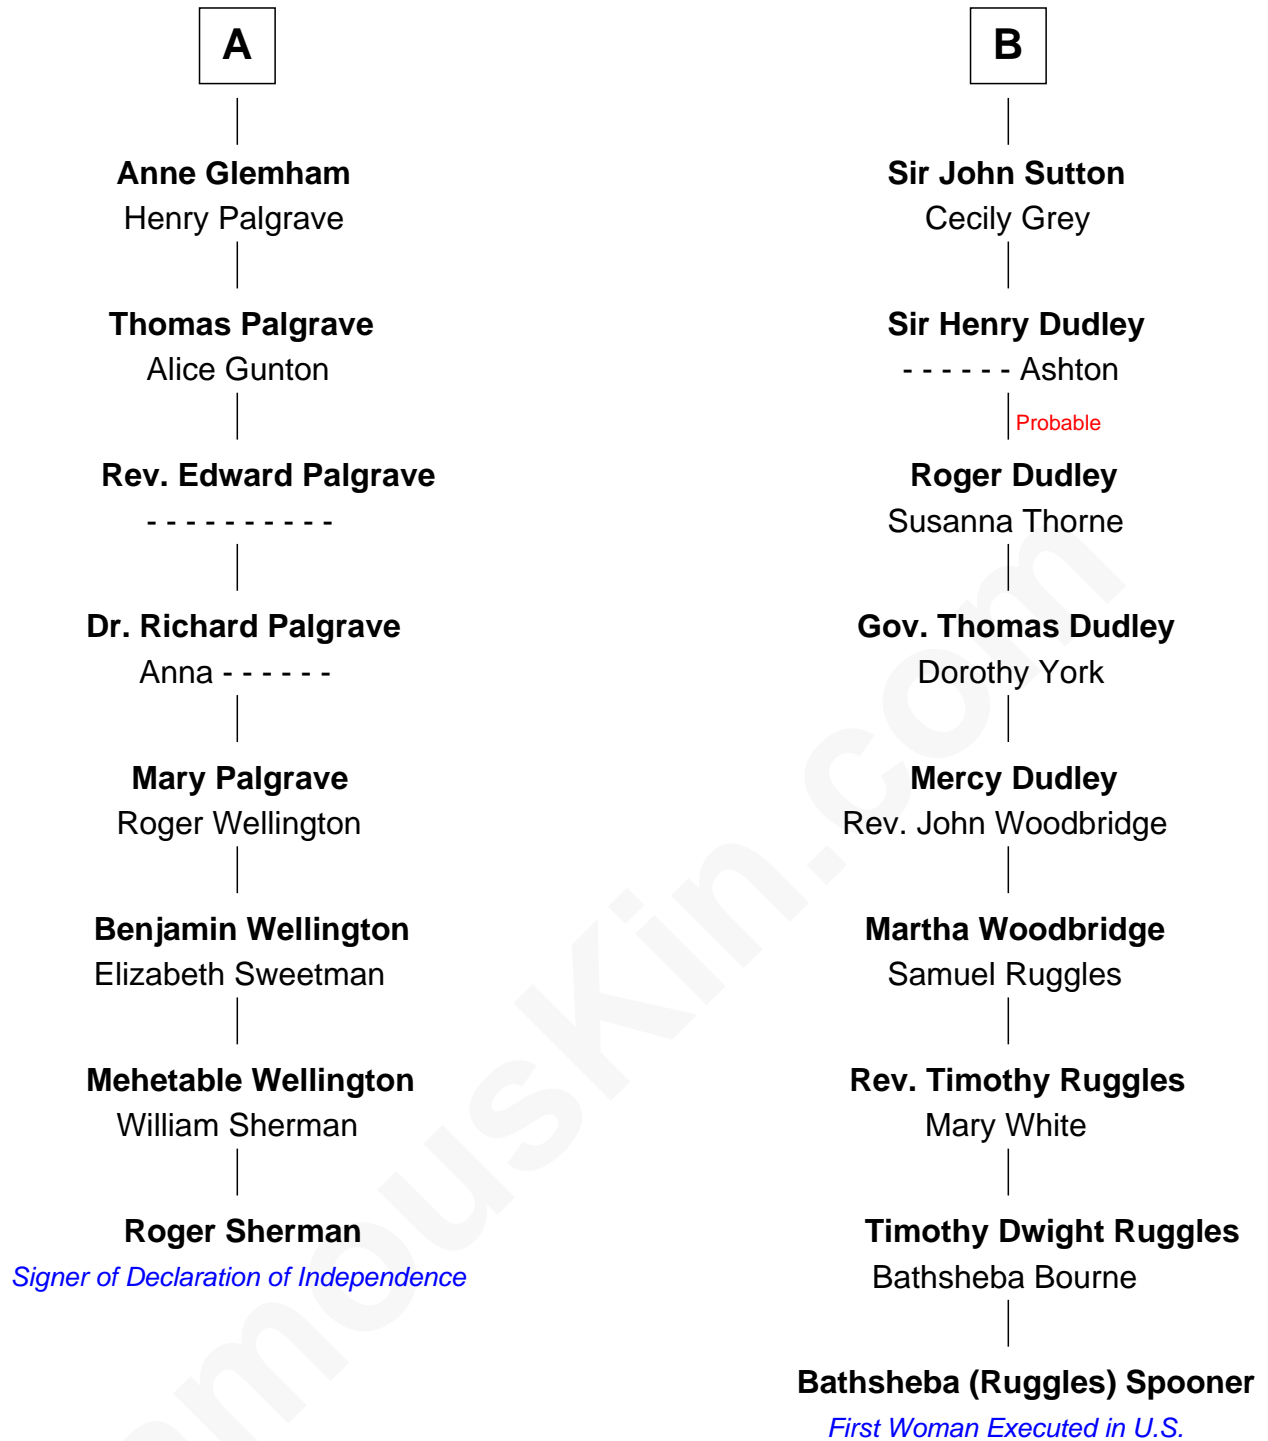 A
Anne Glemham
Henry Palgrave
Thomas Palgrave
Alice Gunton
Rev. Edward Palgrave
- - - - - - - - - -
Dr. Richard Palgrave
Anna - - - - - -
Mary Palgrave
Roger Wellington
Benjamin Wellington
Elizabeth Sweetman
Mehetable Wellington
William Sherman
Roger Sherman
Signer of Declaration of Independence
B
Sir John Sutton
Cecily Grey
Sir Henry Dudley
- - - - - - Ashton
Probable
Roger Dudley
Susanna Thorne
Gov. Thomas Dudley
Dorothy York
Mercy Dudley
Rev. John Woodbridge
Martha Woodbridge
Samuel Ruggles
Rev. Timothy Ruggles
Mary White
Timothy Dwight Ruggles
Bathsheba Bourne
Bathsheba (Ruggles) Spooner
First Woman Executed in U.S.
amousKin.com